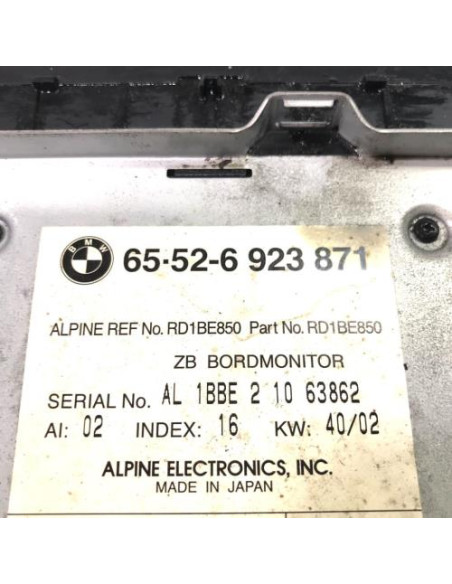 BMW
65·52-6 923 871
ALPINE REF No. RD1BE850 Part No. RD1BE850
ZB BORDMONITOR
SERIAL No. AL 1BBE 2 10 63862
AI: 02 INDEX: 16 KW: 40/02
ALPINE ELECTRONICS, INC.
MADE IN JAPAN